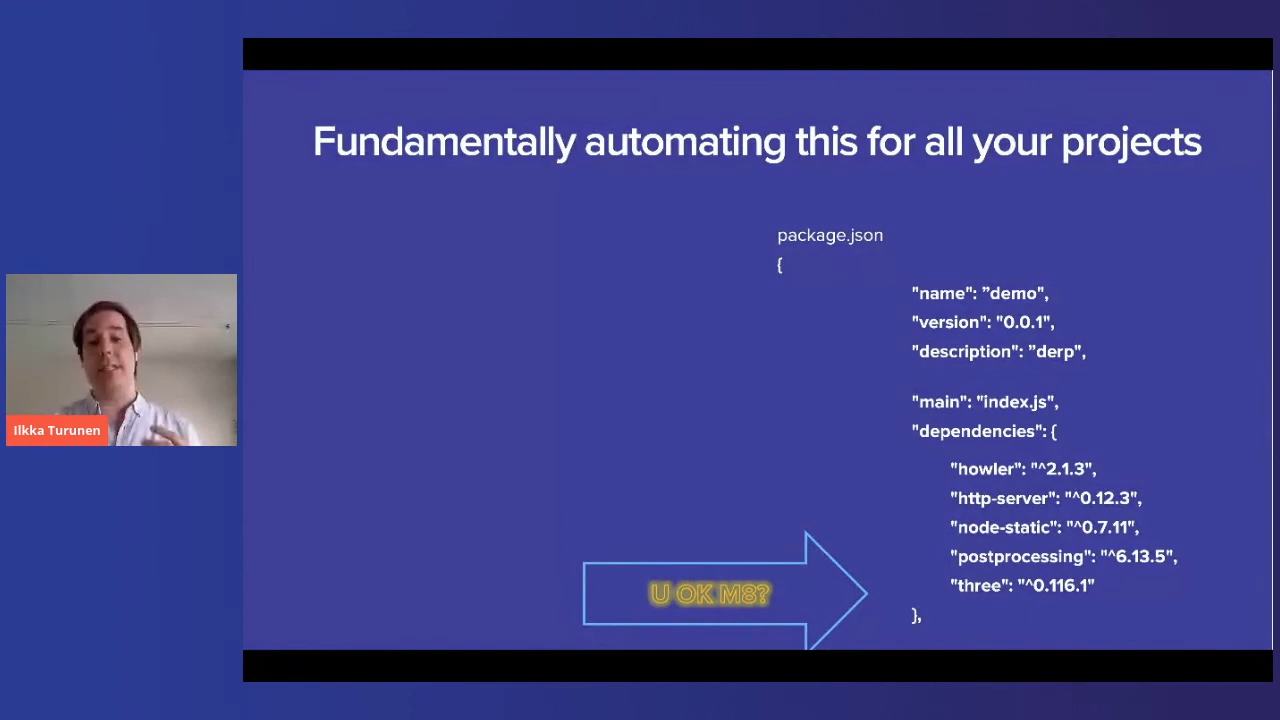 Fundamentally automating this for all your projects
package.json
{
"name": ”demo",
"version": "0.0.1",
"description": ”derp",
"main": "index.js",
"dependencies": {
"howler": "^2.1.3",
"http-server": "^0.12.3",
"node-static": "^0.7.11",
"postprocessing": "^6.13.5",
"three": "^0.116.1"
},
U OK M8?
Ilkka Turunen